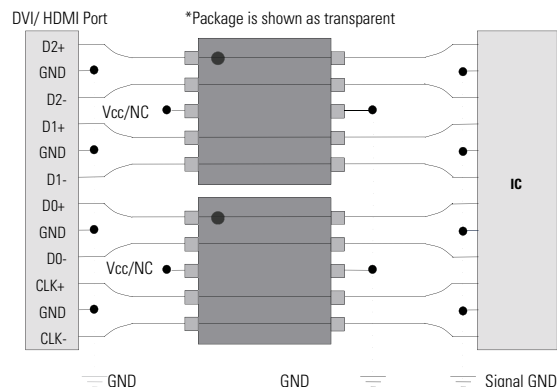 DVI/ HDMI Port
*Package is shown as transparent
D2+
GND
D2-
Vcc/NC
D1+
GND
D1-
IC
D0+
GND
D0-
Vcc/NC
CLK+
GND
CLK-
GND
GND
Signal GND